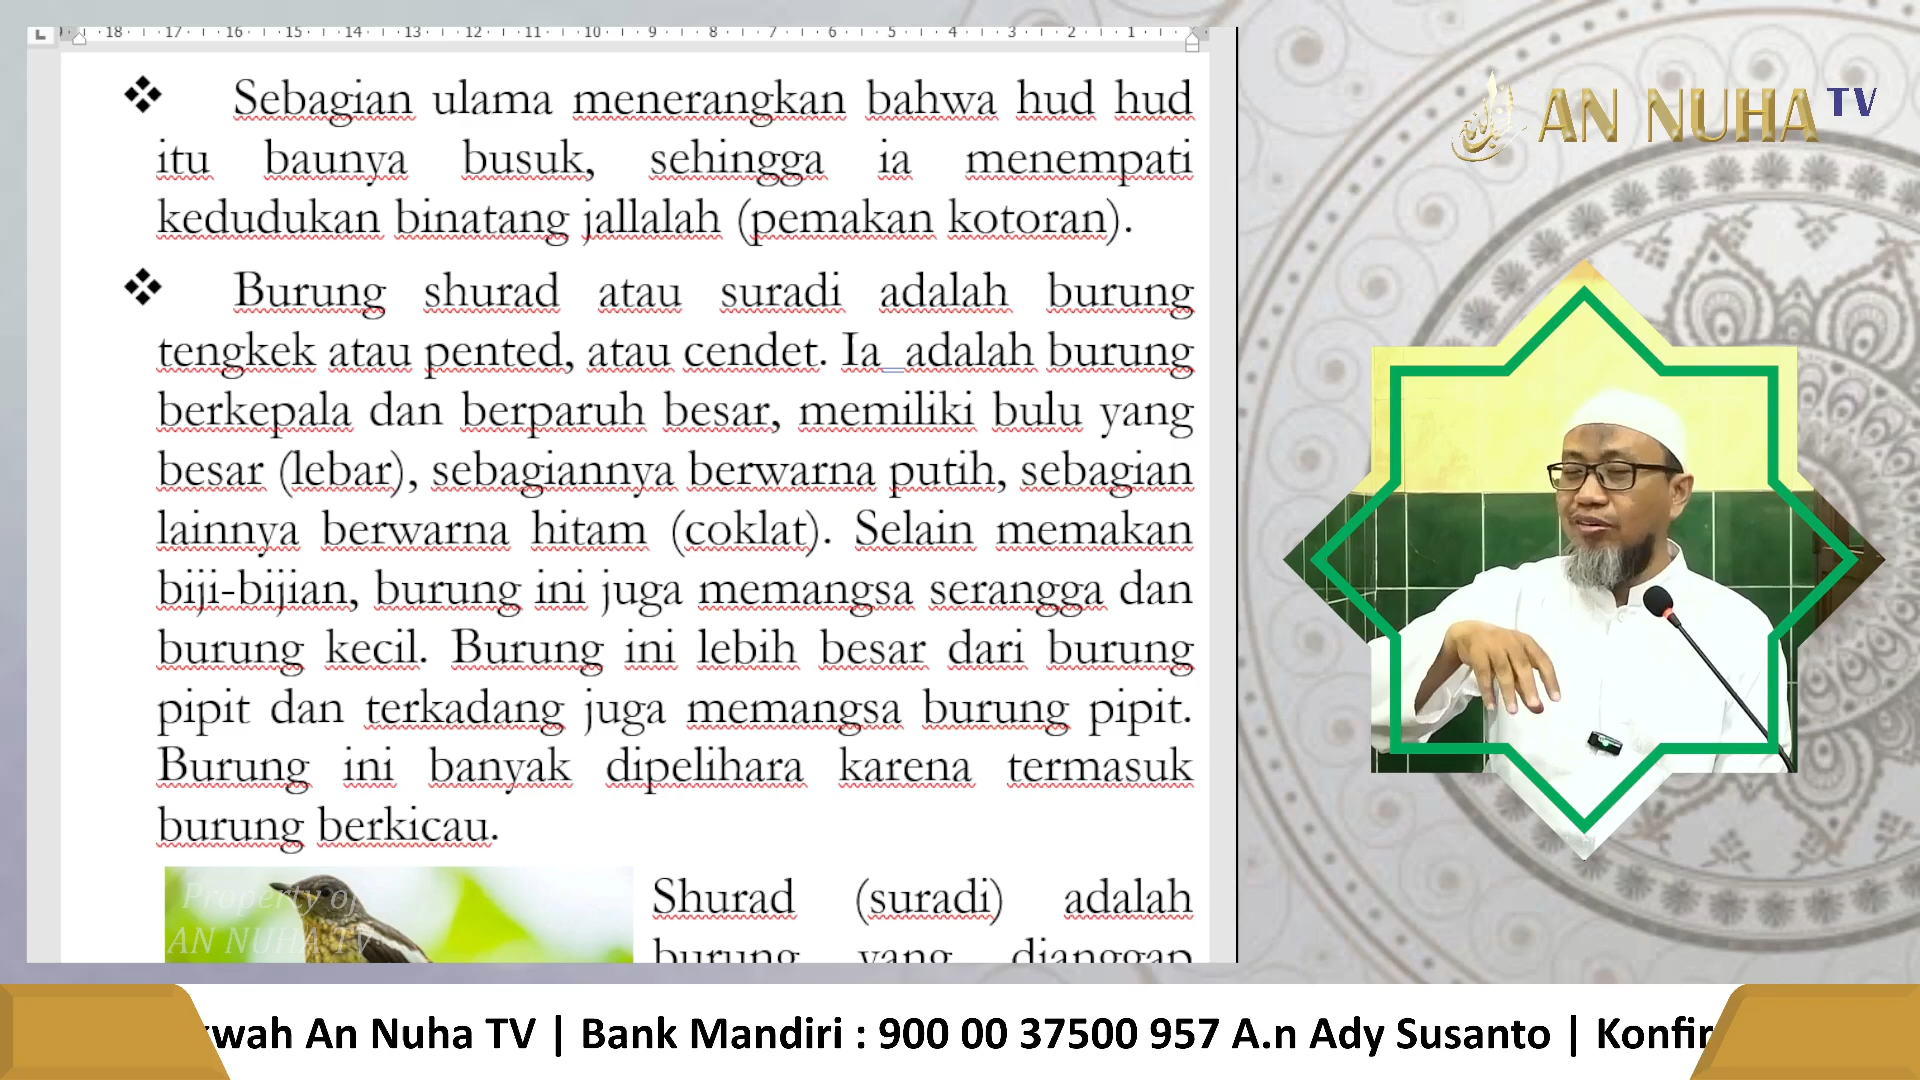 18 17 16 15 14 13 12 11 10 9 8 7 6 5 4 3 2 1
Sebagian ulama menerangkan bahwa hud hud
itu baunya busuk, sehingga ia menempati
kedudukan binatang jallalah (pemakan kotoran).
Burung shurad atau suradi adalah burung
tengkek atau pented, atau cendet. Ia adalah burung
berkepala dan berparuh besar, memiliki bulu yang
besar (lebar), sebagiannya berwarna putih, sebagian
lainnya berwarna hitam (coklat). Selain memakan
biji-bijian, burung ini juga memangsa serangga dan
burung kecil. Burung ini lebih besar dari burung
pipit dan terkadang juga memangsa burung pipit.
Burung ini banyak dipelihara karena termasuk
burung berkicau.
Property of
AN NUHA TV
Shurad (suradi) adalah
burung yang dianggap
AN NUHA TV
wah An Nuha TV | Bank Mandiri : 900 00 37500 957 A.n Ady Susanto | Konfir